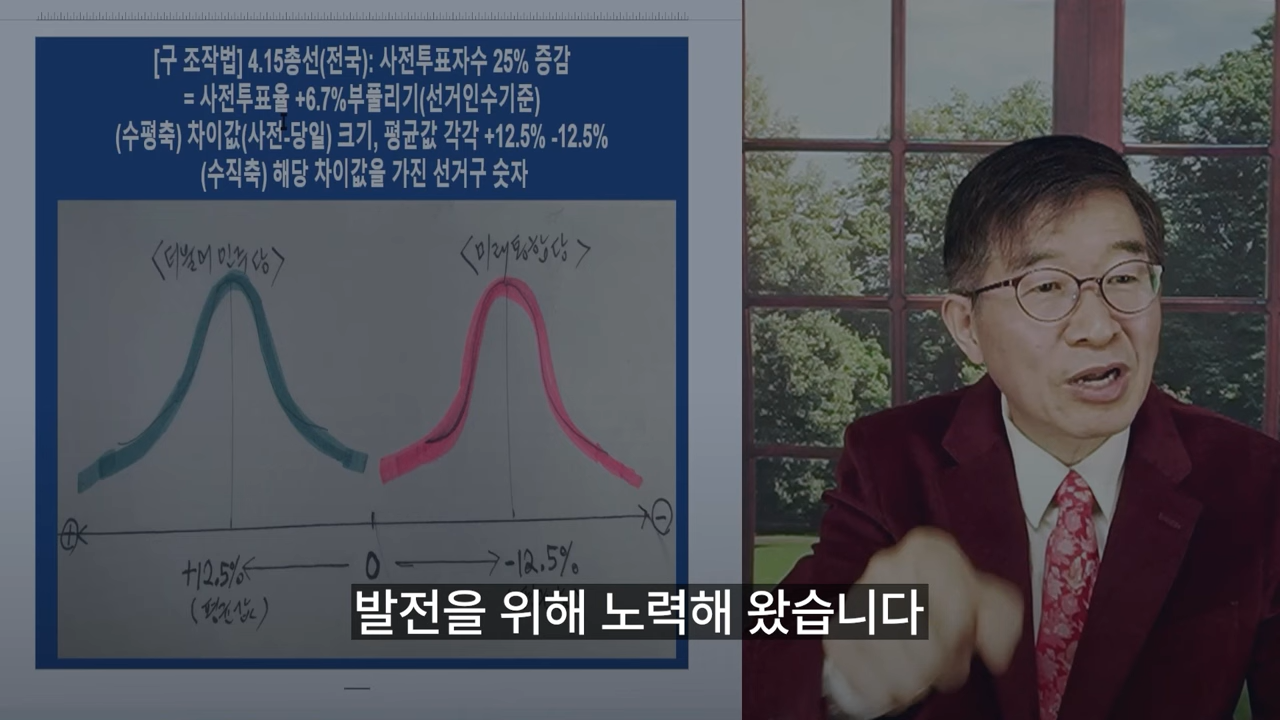 [구 조작법] 4.15총선(전국): 사전투표자수 25% 증감
= 사전투표율 +6.7%부풀리기(선거인수기준)
(수평축) 차이값(사전-당일) 크기, 평균값 각각 +12.5% -12.5%
(수직축) 해당 차이값을 가진 선거구 숫자
<더불어 민주당>
<미래통합당>
+ -
+12.5% 0 -12.5%
(평균값)
발전을 위해 노력해 왔습니다